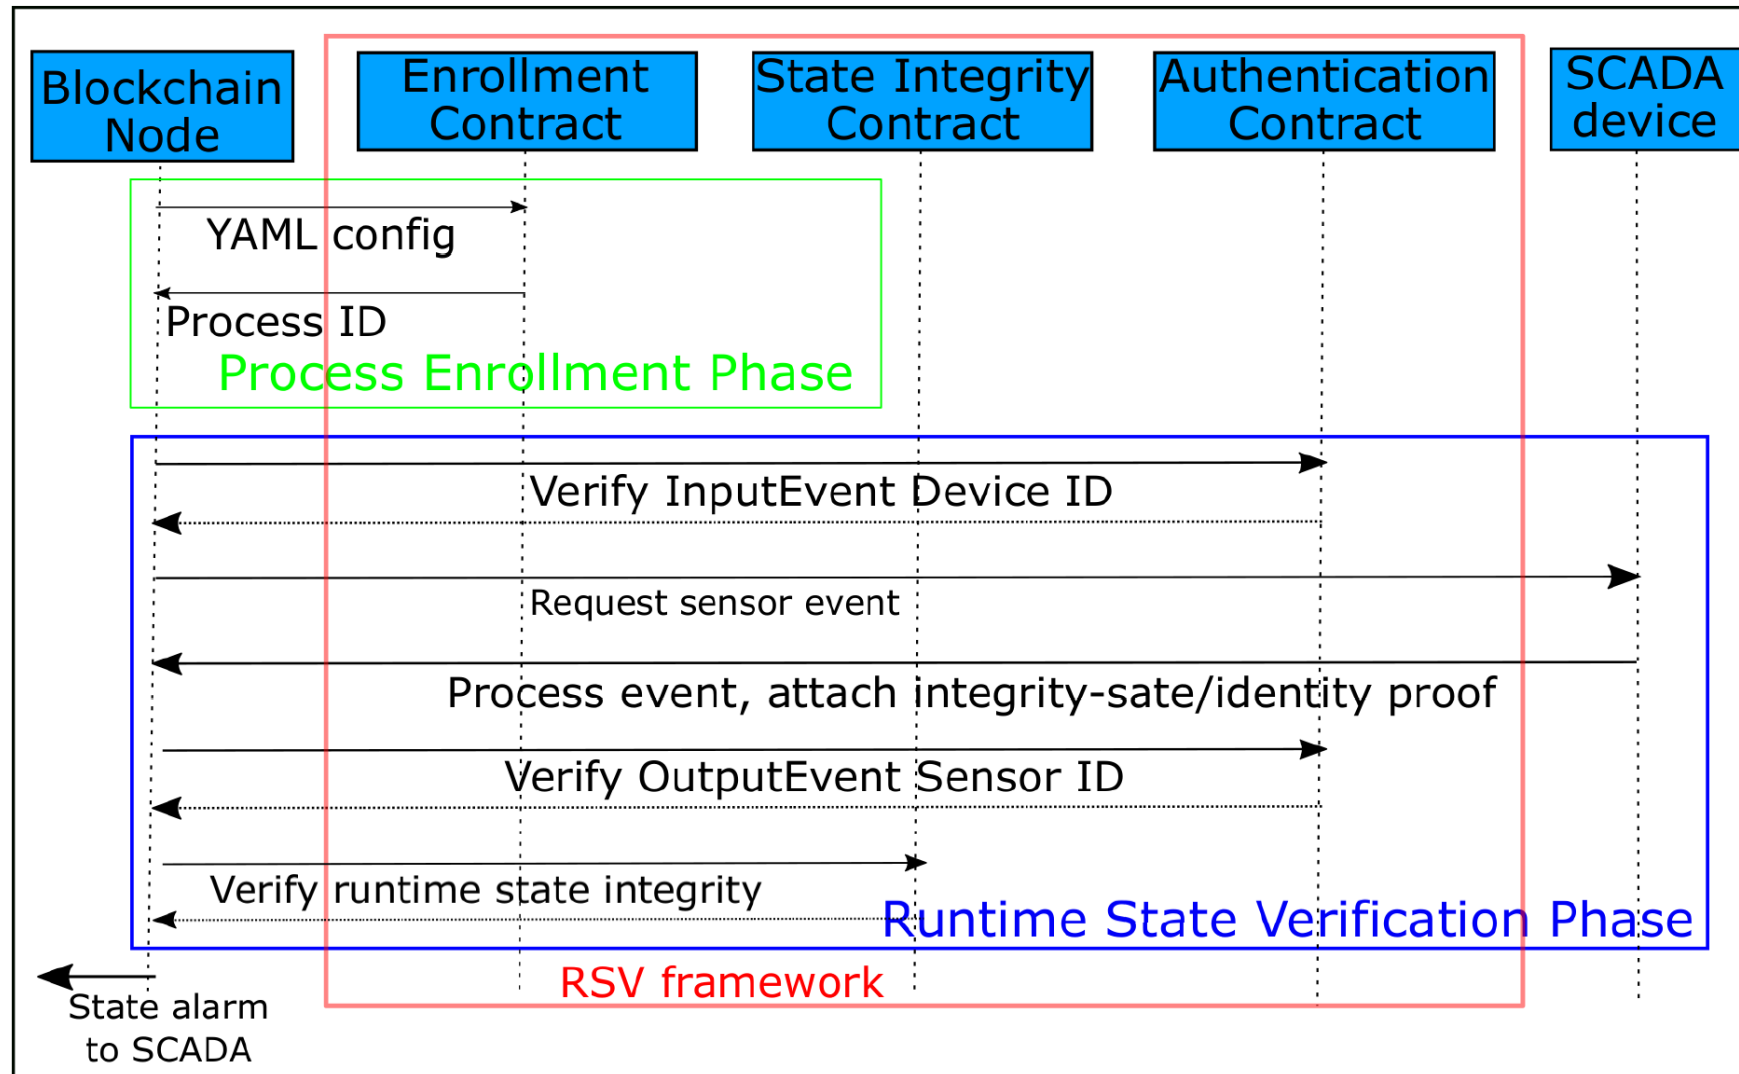 Blockchain
Node
Enrollment
Contract
State Integrity
Contract
Authentication
Contract
SCADA
device
YAML config
Process ID
Process Enrollment Phase
Verify InputEvent Device ID
Request sensor event
Process event, attach integrity-sate/identity proof
Verify OutputEvent Sensor ID
Verify runtime state integrity
Runtime State Verification Phase
RSV framework
State alarm
to SCADA